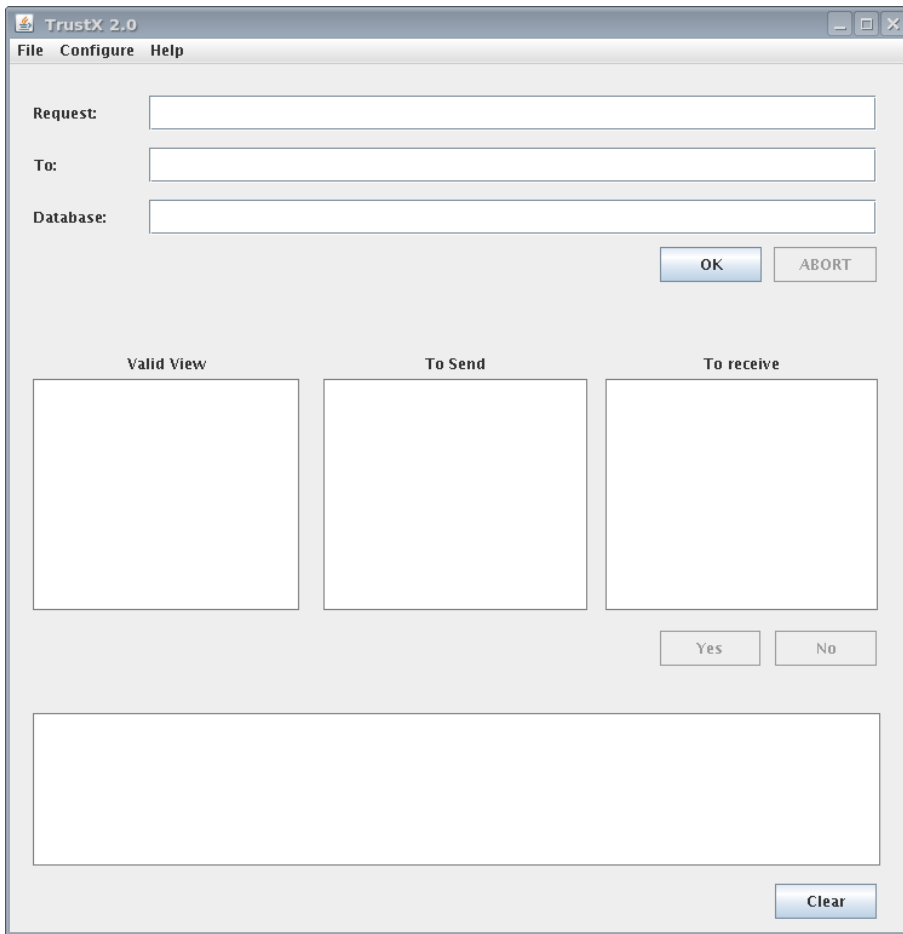 TrustX 2.0
File Configure Help
Request:
To:
Database:
OK ABORT
Valid View To Send To receive
Yes No
Clear